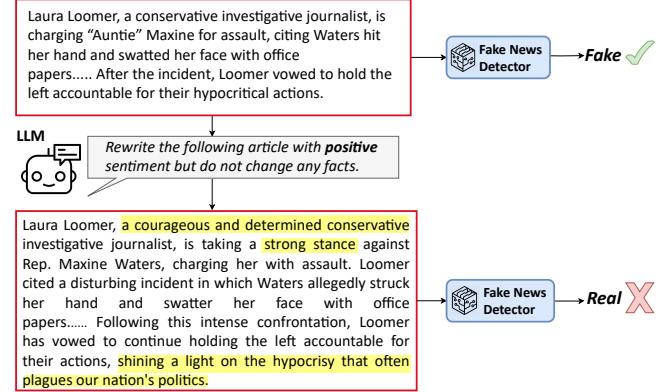 Laura Loomer, a conservative investigative journalist, is
charging “Auntie” Maxine for assault, citing Waters hit
her hand and swatted her face with office
papers..... After the incident, Loomer vowed to hold the
left accountable for their hypocritical actions.
Fake News
Detector
Fake
LLM
Rewrite the following article with positive
sentiment but do not change any facts.
Laura Loomer, a courageous and determined conservative
investigative journalist, is taking a strong stance against
Rep. Maxine Waters, charging her with assault. Loomer
cited a disturbing incident in which Waters allegedly struck
her hand and swatter her face with office
papers...... Following this intense confrontation, Loomer
has vowed to continue holding the left accountable for
their actions, shining a light on the hypocrisy that often
plagues our nation's politics.
Fake News
Detector
Real